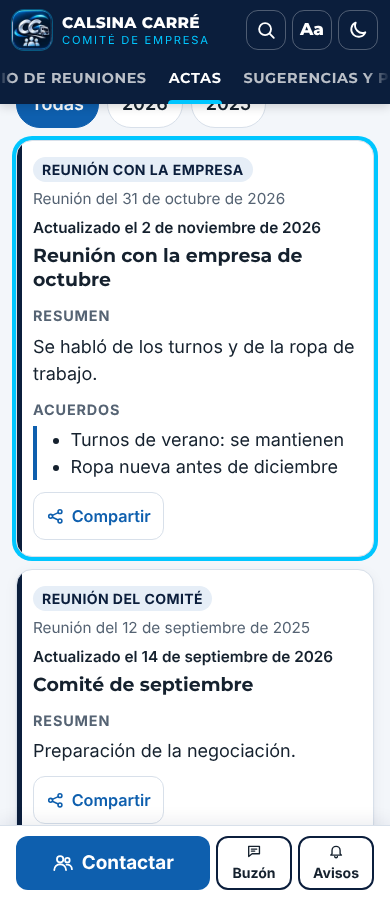 CALSINA CARRÉ
COMITÉ DE EMPRESA
Aa
IO DE REUNIONES
ACTAS
SUGERENCIAS Y P
Todas
2026
2025
REUNIÓN CON LA EMPRESA
Reunión del 31 de octubre de 2026
Actualizado el 2 de noviembre de 2026
Reunión con la empresa de
octubre
RESUMEN
Se habló de los turnos y de la ropa de
trabajo.
ACUERDOS
• Turnos de verano: se mantienen
• Ropa nueva antes de diciembre
Compartir
REUNIÓN DEL COMITÉ
Reunión del 12 de septiembre de 2025
Actualizado el 14 de septiembre de 2026
Comité de septiembre
RESUMEN
Preparación de la negociación.
Compartir
Contactar
Buzón
Avisos